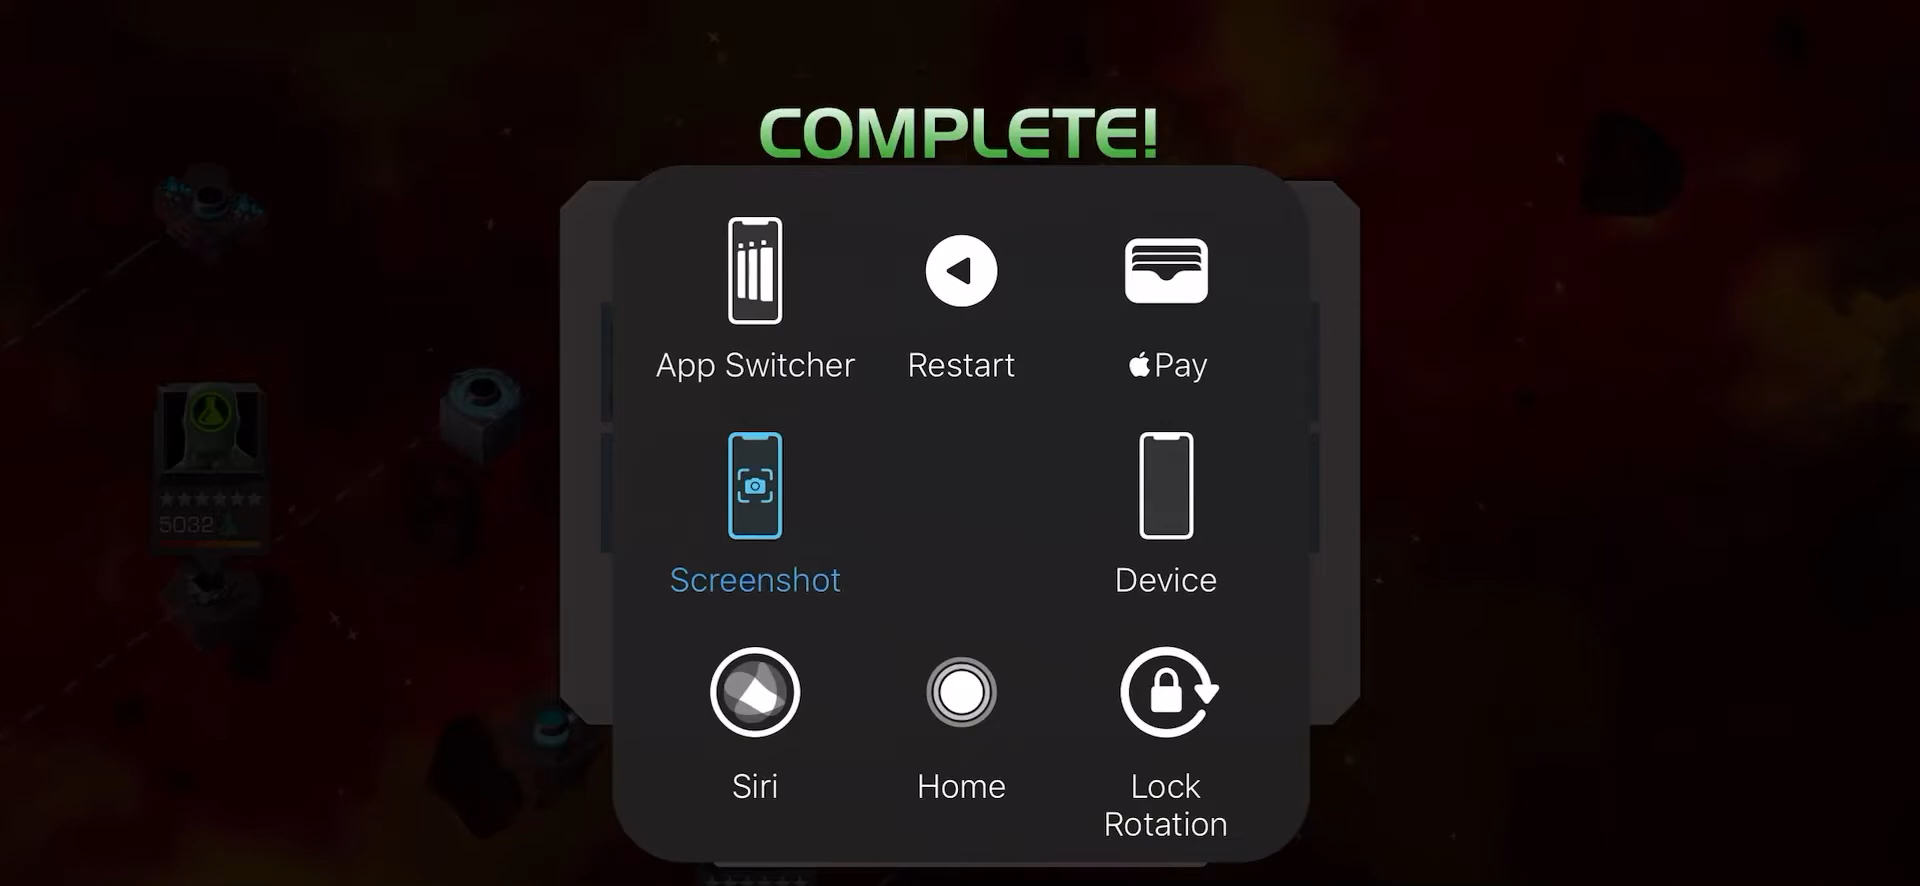 COMPLETE!
App Switcher
Restart
Pay
5032
Screenshot
Device
Siri
Home
Lock
Rotation